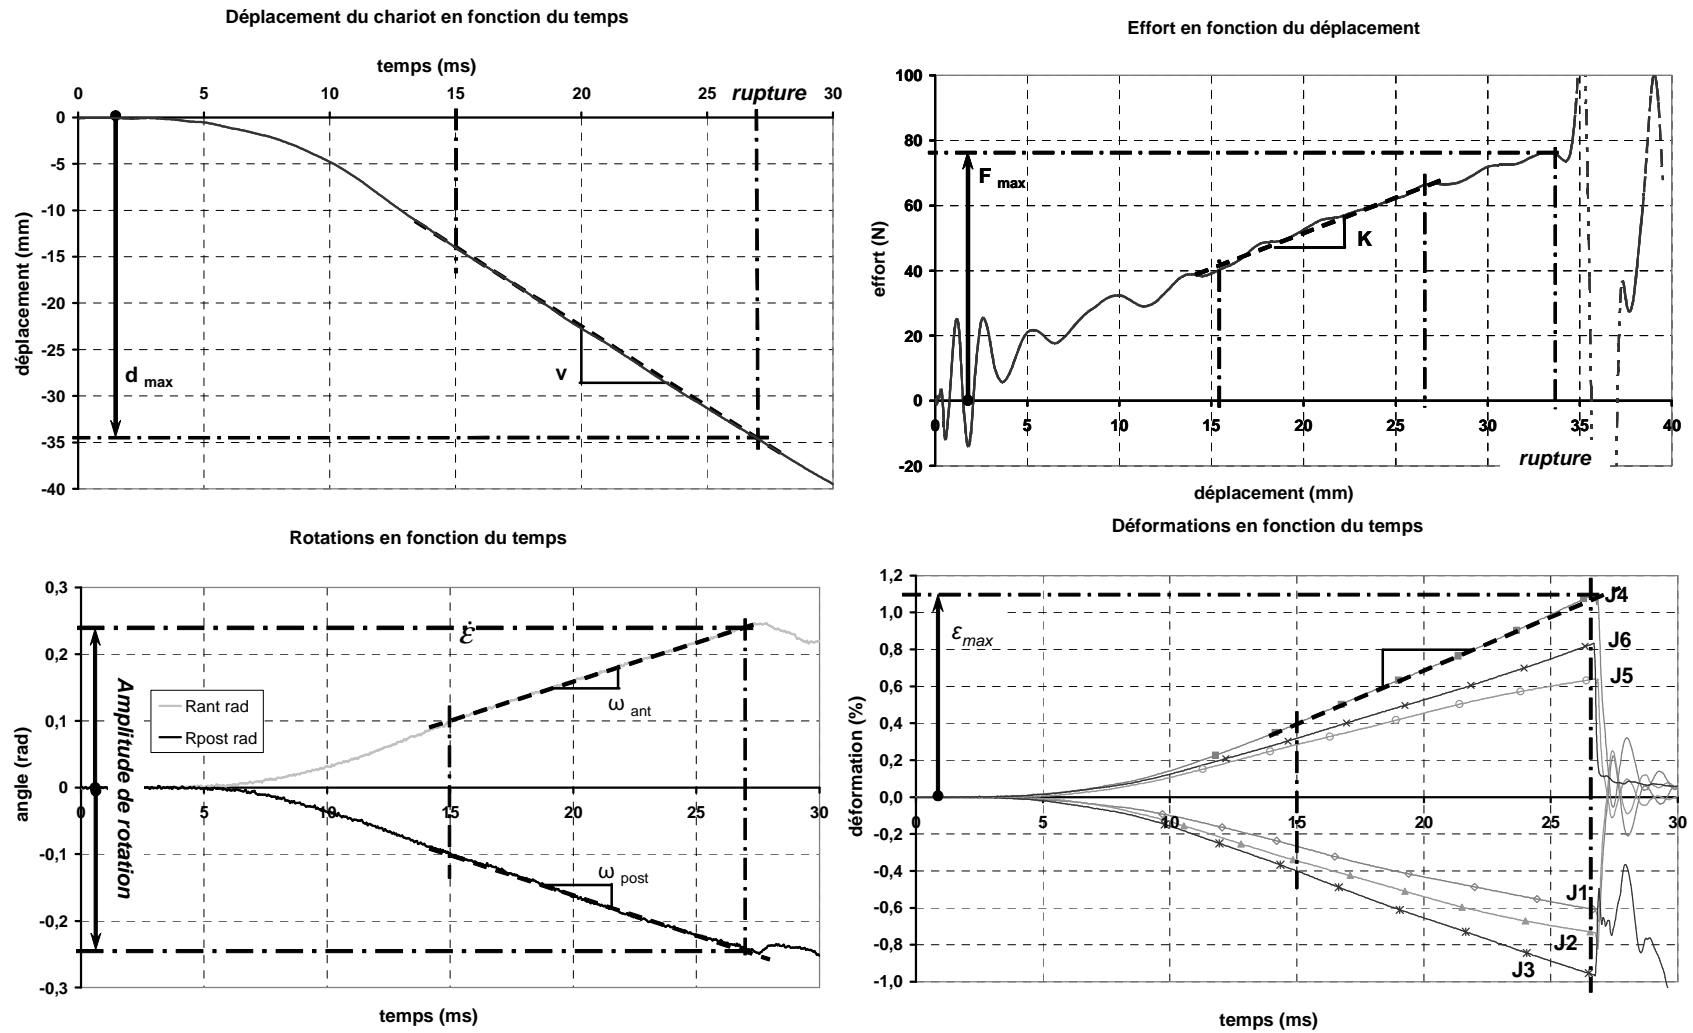 Déplacement du chariot en fonction du temps
temps (ms)
0 5 10 15 20 25 rupture 30
0
-5
-10
-15
-20
-25
-30
-35
-40
déplacement (mm)
d max
v
Effort en fonction du déplacement
100
80
60
40
20
0
-20
effort (N)
F max
K
0 5 10 15 20 25 30 35 40
rupture
déplacement (mm)
Rotations en fonction du temps
0,3
0,2
0,1
0
-0,1
-0,2
-0,3
angle (rad)
Amplitude de rotation
ε̇
Rant rad
Rpost rad
ω ant
ω post
0 5 10 15 20 25 30
temps (ms)
Déformations en fonction du temps
1,2
1,0
0,8
0,6
0,4
0,2
0,0
-0,2
-0,4
-0,6
-0,8
-1,0
déformation (%)
ε max
J4
J6
J5
0 5 10 15 20 25 30
J1
J2
J3
temps (ms)